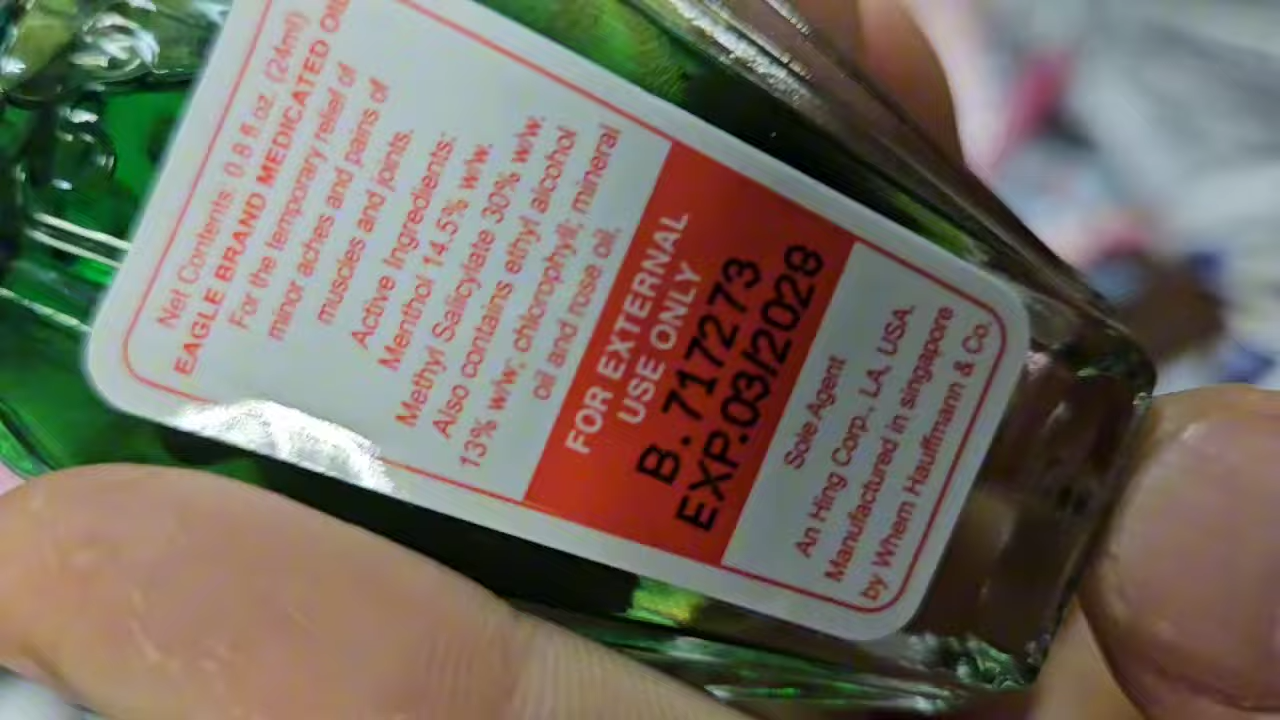 Net Contents: 0.8 fl.oz. (24ml)
EAGLE BRAND MEDICATED OIL
For the temporary relief of
minor aches and pains of
muscles and joints.
Active Ingredients:
Menthol 14.5% w/w.
Methyl Salicylate 30% w/w.
Also contains ethyl alcohol
13% w/w; chlorophyll; mineral
oil and rose oil.
FOR EXTERNAL
USE ONLY
B. 717273
EXP.03/2028
Sole Agent
An Hing Corp., LA, USA.
Manufactured in singapore
by Whem Hauffmann & Co.